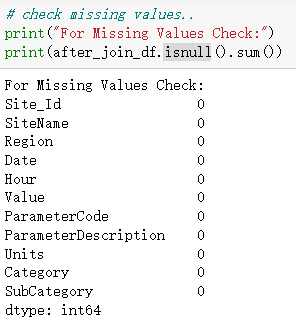 # check missing values..
print("For Missing Values Check:")
print(after_join_df.isnull().sum())
For Missing Values Check:
Site_Id 0
SiteName 0
Region 0
Date 0
Hour 0
Value 0
ParameterCode 0
ParameterDescription 0
Units 0
Category 0
SubCategory 0
dtype: int64